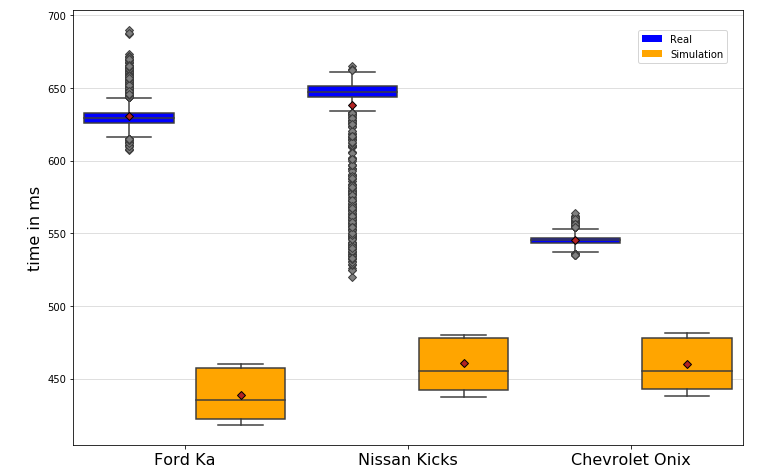 700
650
600
550
500
450
time in ms
Real
Simulation
Ford Ka
Nissan Kicks
Chevrolet Onix